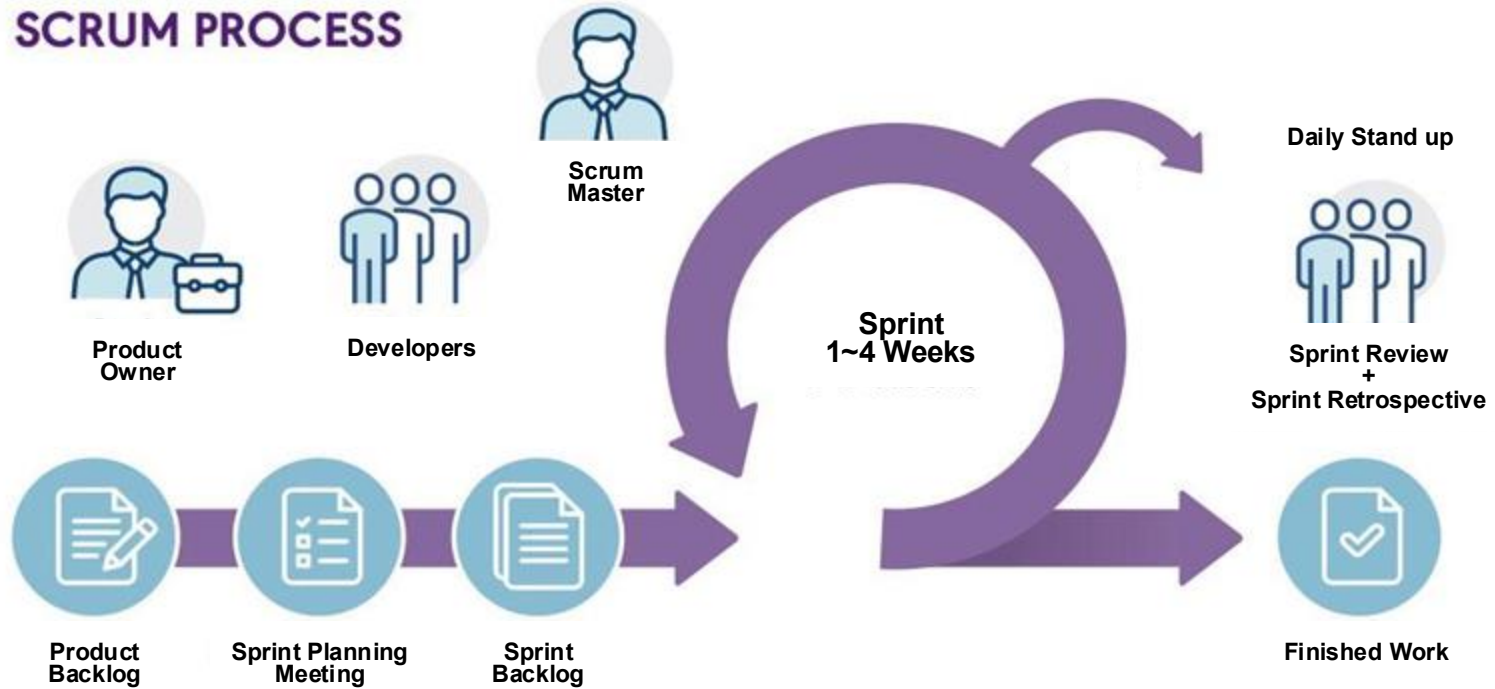 SCRUM PROCESS
Scrum
Master
Daily Stand up
Product
Owner
Developers
Sprint
1~4 Weeks
Sprint Review
+
Sprint Retrospective
Product
Backlog
Sprint Planning
Meeting
Sprint
Backlog
Finished Work